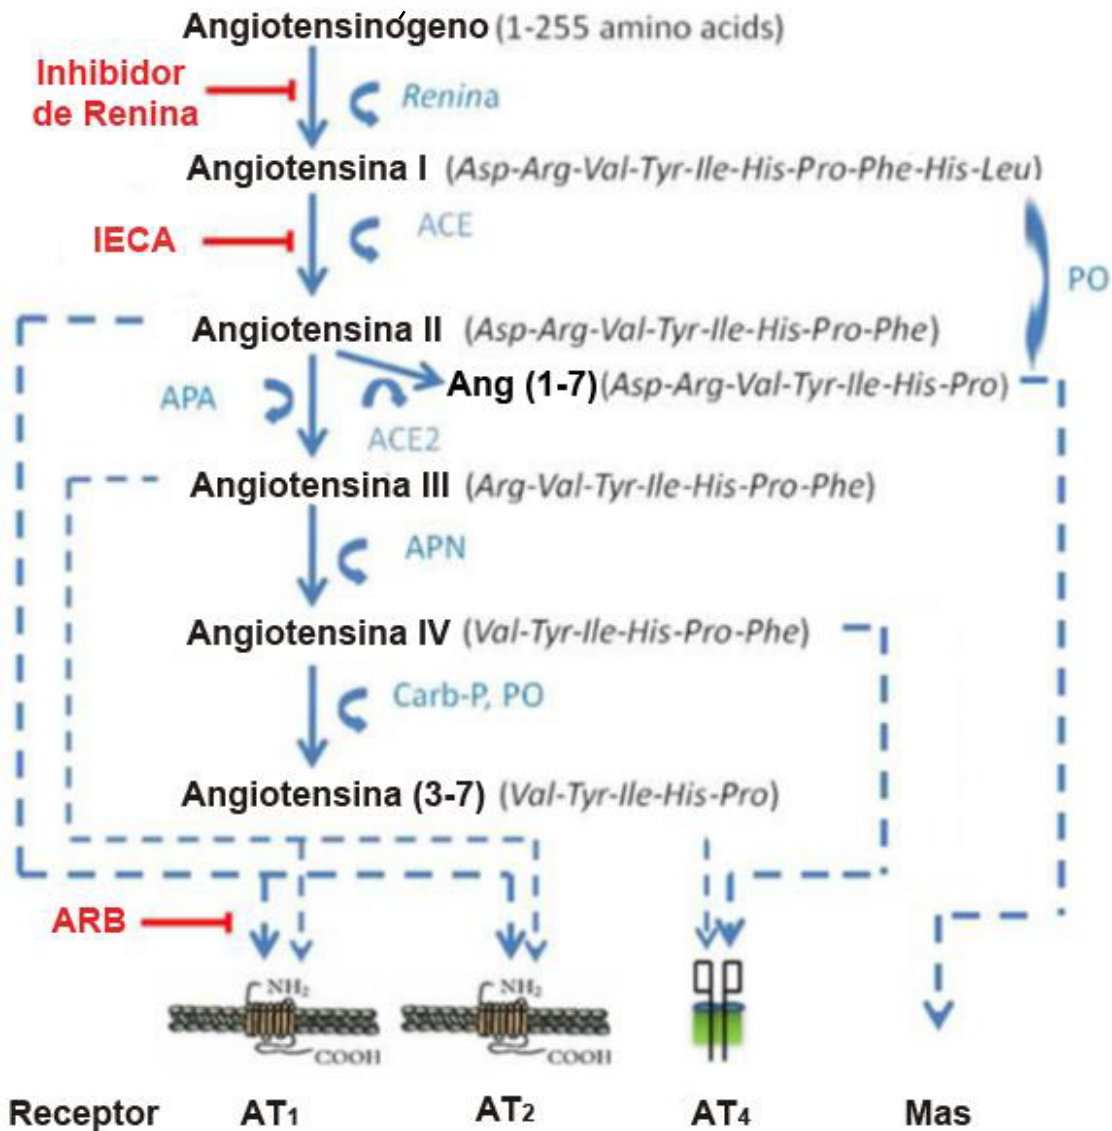 Angiotensinógeno (1-255 amino acids)
Inhibidor
de Renina
Renina
Angiotensina I (Asp-Arg-Val-Tyr-Ile-His-Pro-Phe-His-Leu)
IECA
ACE
PO
Angiotensina II (Asp-Arg-Val-Tyr-Ile-His-Pro-Phe)
Ang (1-7) (Asp-Arg-Val-Tyr-Ile-His-Pro)
APA
ACE2
Angiotensina III (Arg-Val-Tyr-Ile-His-Pro-Phe)
APN
Angiotensina IV (Val-Tyr-Ile-His-Pro-Phe)
Carb-P, PO
Angiotensina (3-7) (Val-Tyr-Ile-His-Pro)
ARB
NH₂ NH₂
COOH COOH
Receptor AT₁ AT₂ AT₄ Mas